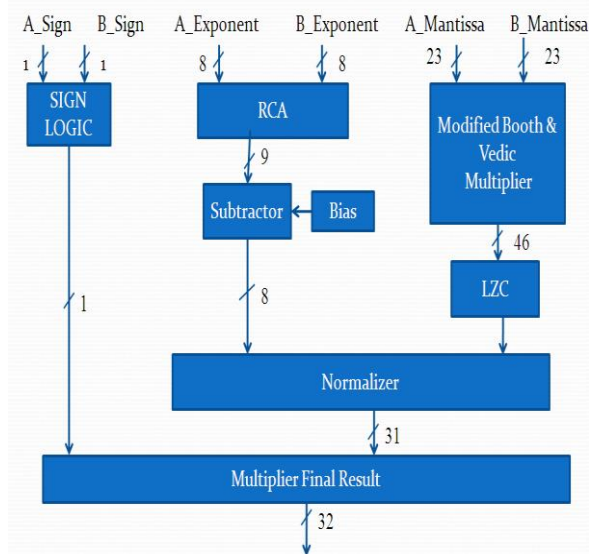 A_Sign B_Sign A_Exponent B_Exponent A_Mantissa B_Mantissa
1 1 8 8 23 23
SIGN
LOGIC
RCA
Modified Booth &
Vedic
Multiplier
9
Subtractor
Bias
46
LZC
1
8
Normalizer
31
Multiplier Final Result
32